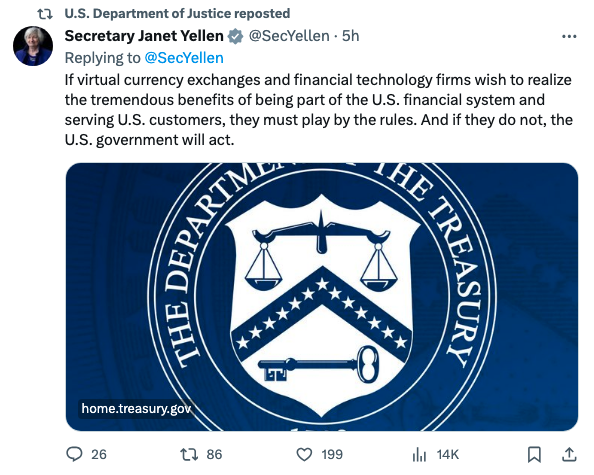 U.S. Department of Justice reposted
Secretary Janet Yellen @SecYellen · 5h
Replying to @SecYellen
If virtual currency exchanges and financial technology firms wish to realize
the tremendous benefits of being part of the U.S. financial system and
serving U.S. customers, they must play by the rules. And if they do not, the
U.S. government will act.
THE DEPARTMENT OF THE TREASURY
home.treasury.gov
26 86 199 14K